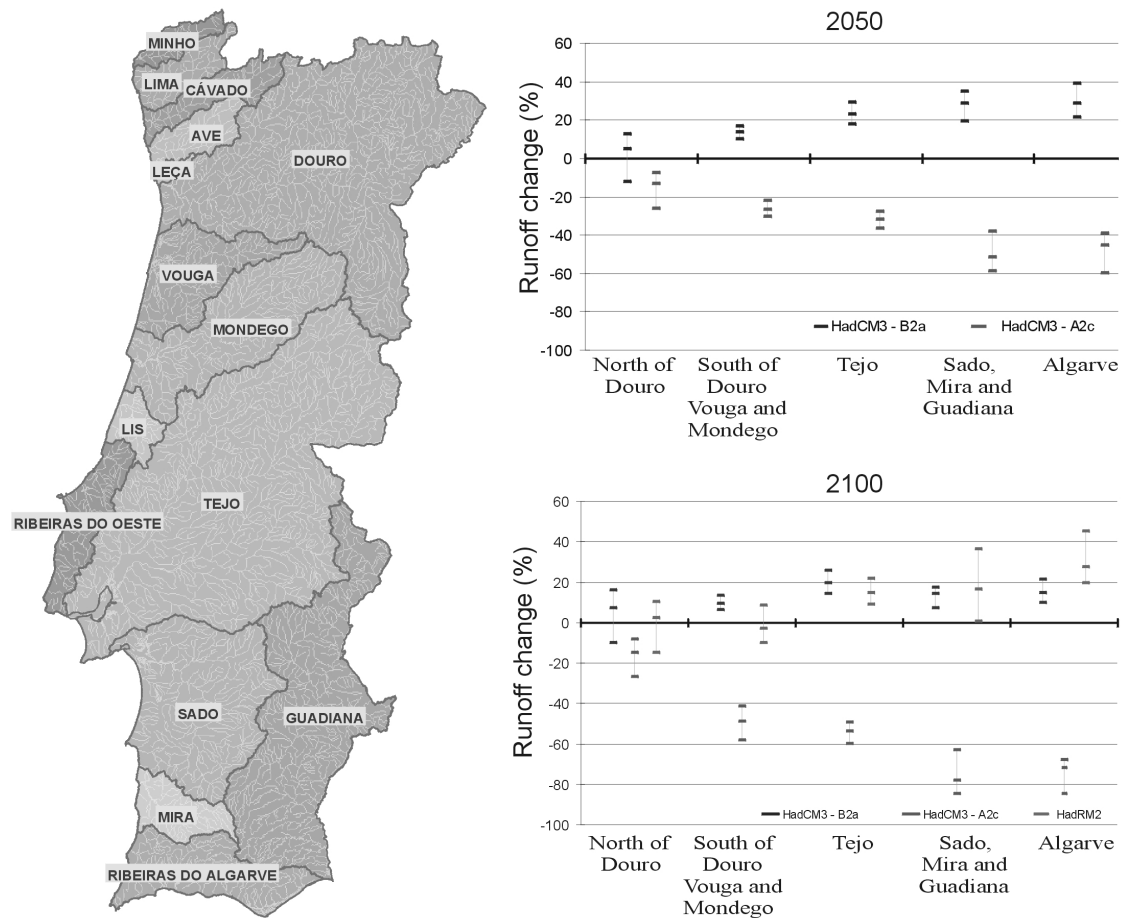 MINHO
LIMA
CÁVADO
AVE
LEÇA
DOURO
VOUGA
MONDEGO
LIS
TEJO
RIBEIRAS DO OESTE
SADO
GUADIANA
MIRA
RIBEIRAS DO ALGARVE
2050
Runoff change (%)
60
40
20
0
-20
-40
-60
-80
-100
HadCM3 - B2a
HadCM3 - A2c
North of
Douro
South of
Douro
Vouga and
Mondego
Tejo
Sado,
Mira and
Guadiana
Algarve
2100
Runoff change (%)
60
40
20
0
-20
-40
-60
-80
-100
HadCM3 - B2a
HadCM3 - A2c
HadRM2
North of
Douro
South of
Douro
Vouga and
Mondego
Tejo
Sado,
Mira and
Guadiana
Algarve